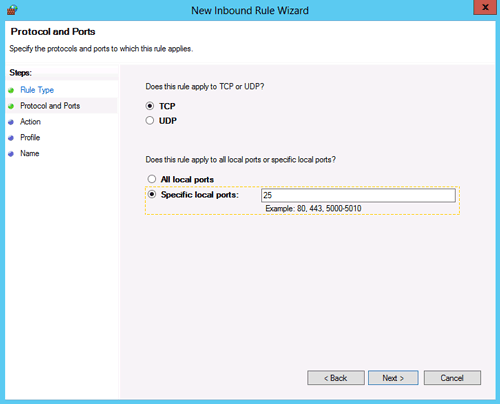 New Inbound Rule Wizard
x
Protocol and Ports
Specify the protocols and ports to which this rule applies.
Steps:
Rule Type
Protocol and Ports
Action
Profile
Name
Does this rule apply to TCP or UDP?
TCP
UDP
Does this rule apply to all local ports or specific local ports?
All local ports
Specific local ports: 25
Example: 80, 443, 5000-5010
< Back Next > Cancel